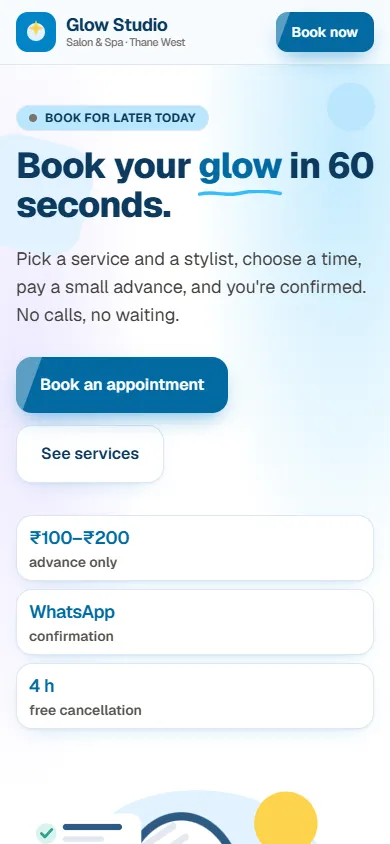 Glow Studio
Salon & Spa · Thane West
Book now
BOOK FOR LATER TODAY
Book your glow in 60
seconds.
Pick a service and a stylist, choose a time,
pay a small advance, and you're confirmed.
No calls, no waiting.
Book an appointment
See services
₹100–₹200
advance only
WhatsApp
confirmation
4 h
free cancellation